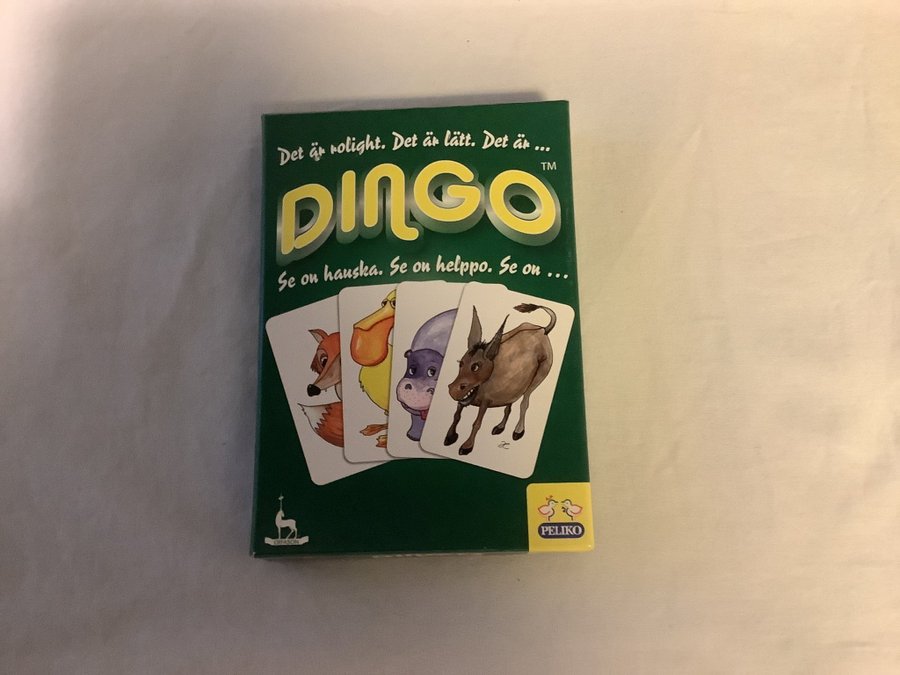 Det är rolight. Det är lätt. Det är ...
DINGO™
Se on hauska. Se on helppo. Se on ...
PELIKO